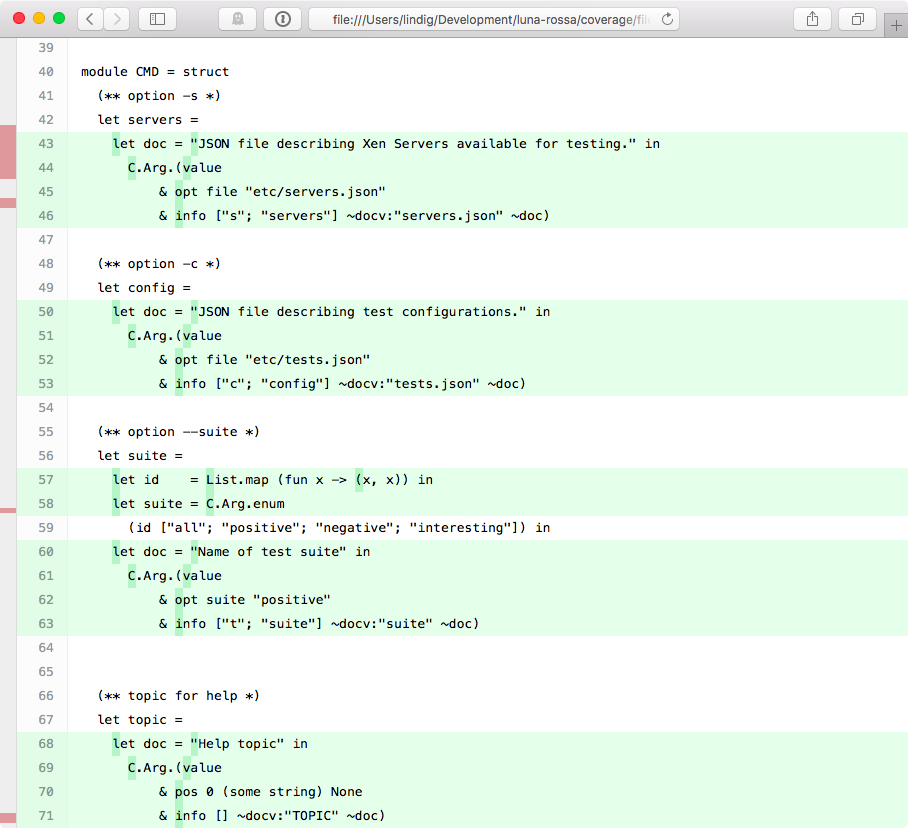 file:///Users/lindig/Development/luna-rossa/coverage/fil
39
40 module CMD = struct
41 (** option -s *)
42 let servers =
43 let doc = "JSON file describing Xen Servers available for testing." in
44 C.Arg.(value
45 & opt file "etc/servers.json"
46 & info ["s"; "servers"] ~docv:"servers.json" ~doc)
47
48 (** option -c *)
49 let config =
50 let doc = "JSON file describing test configurations." in
51 C.Arg.(value
52 & opt file "etc/tests.json"
53 & info ["c"; "config"] ~docv:"tests.json" ~doc)
54
55 (** option --suite *)
56 let suite =
57 let id    = List.map (fun x -> (x, x)) in
58 let suite = C.Arg.enum
59 (id ["all"; "positive"; "negative"; "interesting"]) in
60 let doc = "Name of test suite" in
61 C.Arg.(value
62 & opt suite "positive"
63 & info ["t"; "suite"] ~docv:"suite" ~doc)
64
65
66 (** topic for help *)
67 let topic =
68 let doc = "Help topic" in
69 C.Arg.(value
70 & pos 0 (some string) None
71 & info [] ~docv:"TOPIC" ~doc)